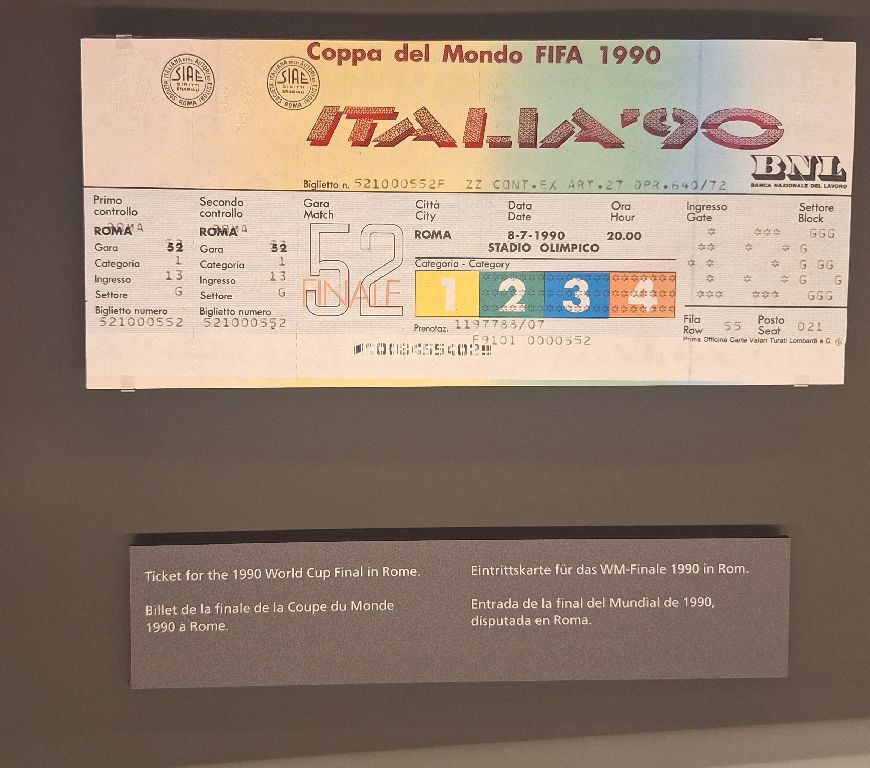 Coppa del Mondo FIFA 1990
SIAE
SIAE
ITALIA'90
BNL
BANCA NAZIONALE DEL LAVORO
Biglietto n. 521000552F ZZ CONT.EX ART.27 DPR.640/72
Primo controllo
ROMA
Gara 52
Categoria 1
Ingresso 13
Settore G
Biglietto numero
521000552
Secondo controllo
ROMA
Gara 52
Categoria 1
Ingresso 13
Settore G
Biglietto numero
521000552
Gara
Match
52
FINALE
Città
City
ROMA
Data
Date
8-7-1990
Ora
Hour
20.00
STADIO OLIMPICO
Categoria - Category
1 2 3 4
Prenotaz. 1197788/07
E9101 0000552
Ingresso
Gate
Settore
Block
Fila
Row 55
Posto
Seat 021
Prima Officina Carte Valori Turati Lombardi e C.
Ticket for the 1990 World Cup Final in Rome.
Billet de la finale de la Coupe du Monde
1990 à Rome.
Eintrittskarte für das WM-Finale 1990 in Rom.
Entrada de la final del Mundial de 1990,
disputada en Roma.